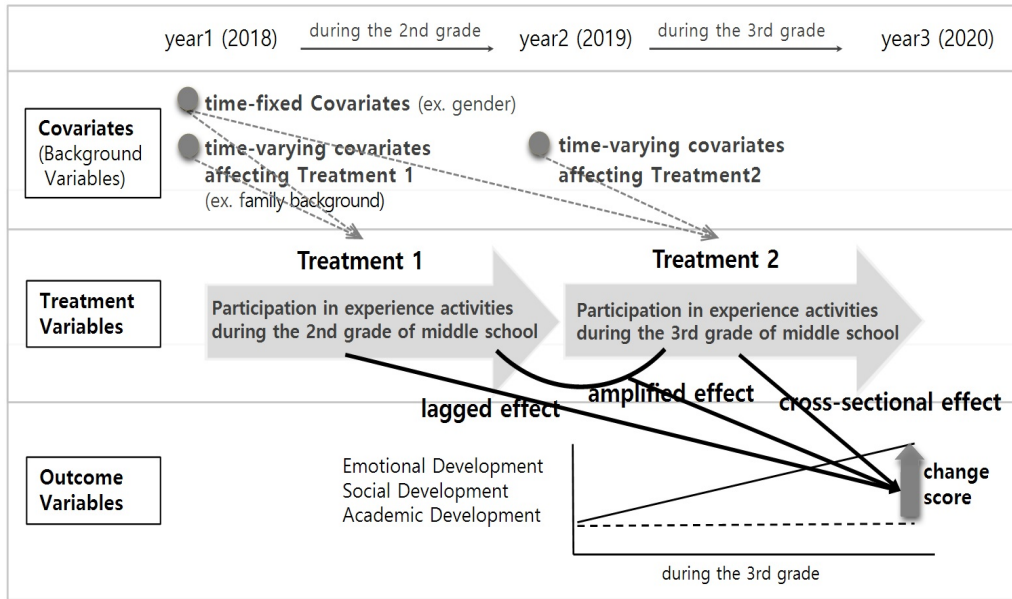 year1 (2018)
during the 2nd grade
year2 (2019)
during the 3rd grade
year3 (2020)
Covariates
(Background
Variables)
time-fixed Covariates (ex. gender)
time-varying covariates
affecting Treatment 1
(ex. family background)
time-varying covariates
affecting Treatment2
Treatment
Variables
Treatment 1
Participation in experience activities
during the 2nd grade of middle school
Treatment 2
Participation in experience activities
during the 3rd grade of middle school
lagged effect
amplified effect
cross-sectional effect
Outcome
Variables
Emotional Development
Social Development
Academic Development
change
score
during the 3rd grade